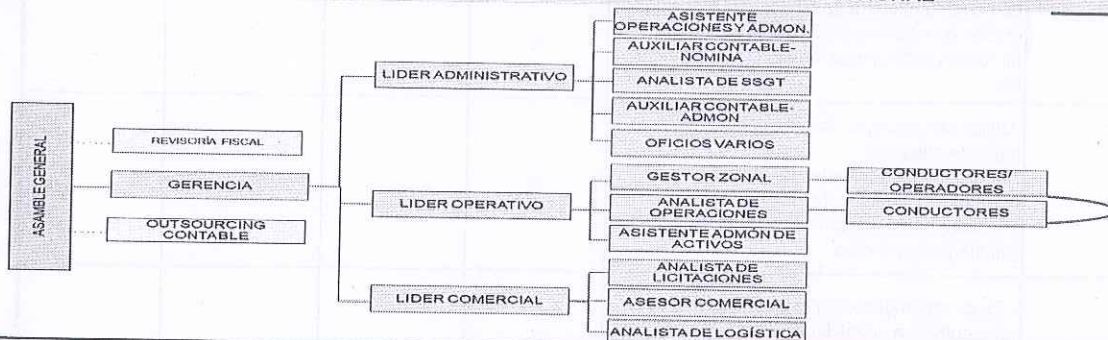 ASISTENTE
OPERACIONES Y ADMON.
AUXILIAR CONTABLE-
NOMINA
LIDER ADMINISTRATIVO
ANALISTA DE SSGT
AUXILIAR CONTABLE-
ADMON
OFICIOS VARIOS
ASAMBLE GENERAL
REVISORÍA FISCAL
GERENCIA
OUTSOURCING
CONTABLE
LIDER OPERATIVO
GESTOR ZONAL
CONDUCTORES/
OPERADORES
ANALISTA DE
OPERACIONES
CONDUCTORES
ASISTENTE ADMÓN DE
ACTIVOS
LIDER COMERCIAL
ANALISTA DE
LICITACIONES
ASESOR COMERCIAL
ANALISTA DE LOGÍSTICA